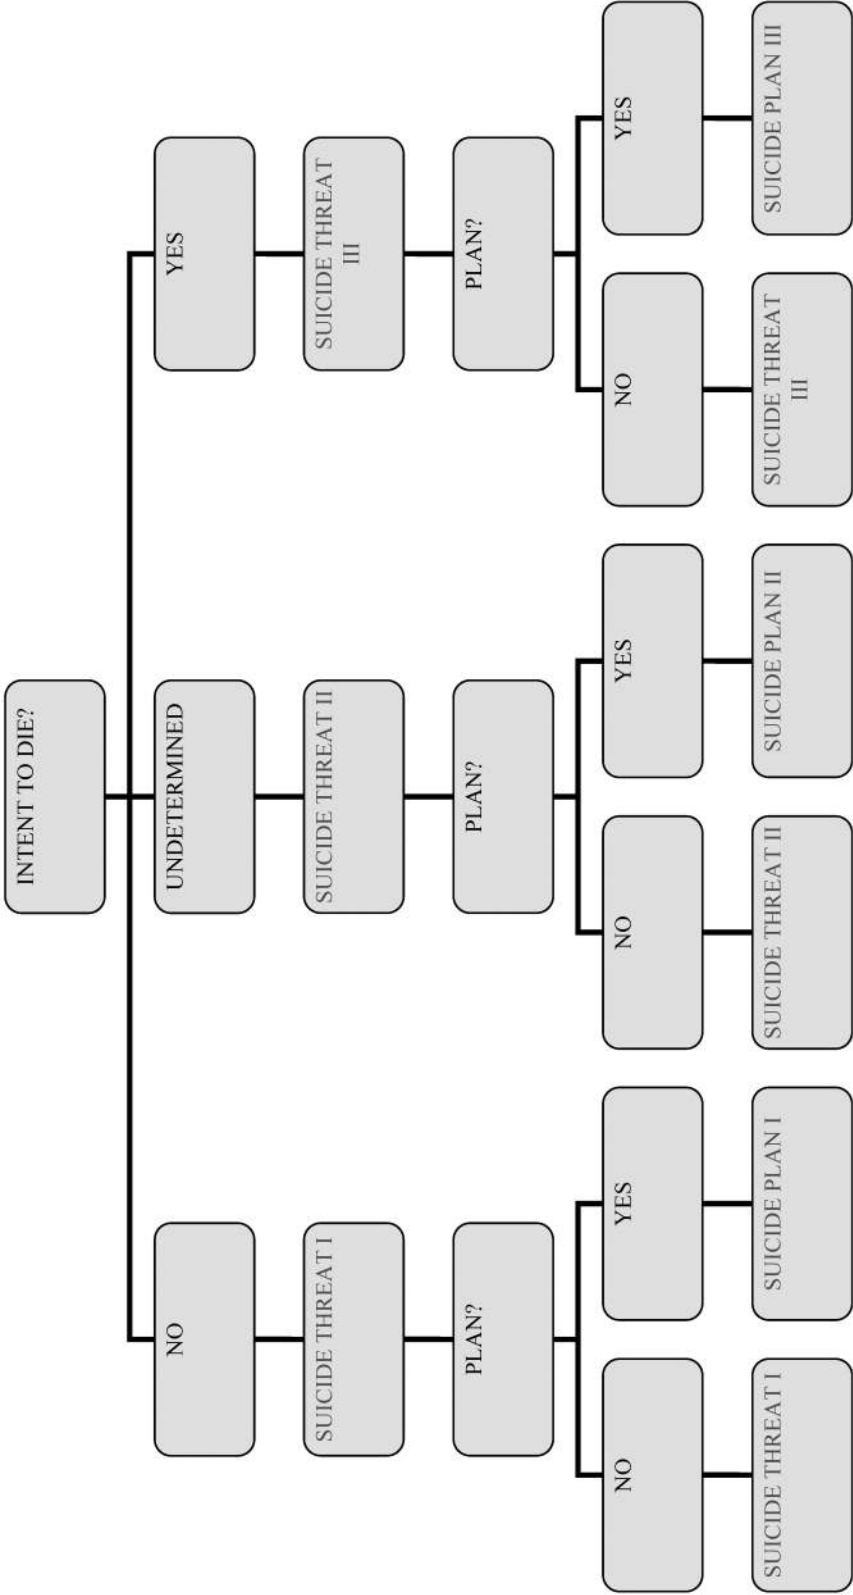 INTENT TO DIE?
NO
UNDETERMINED
YES
SUICIDE THREAT I
SUICIDE THREAT II
SUICIDE THREAT
III
PLAN?
PLAN?
PLAN?
NO
YES
NO
YES
NO
YES
SUICIDE THREAT I
SUICIDE PLAN I
SUICIDE THREAT II
SUICIDE PLAN II
SUICIDE THREAT
III
SUICIDE PLAN III